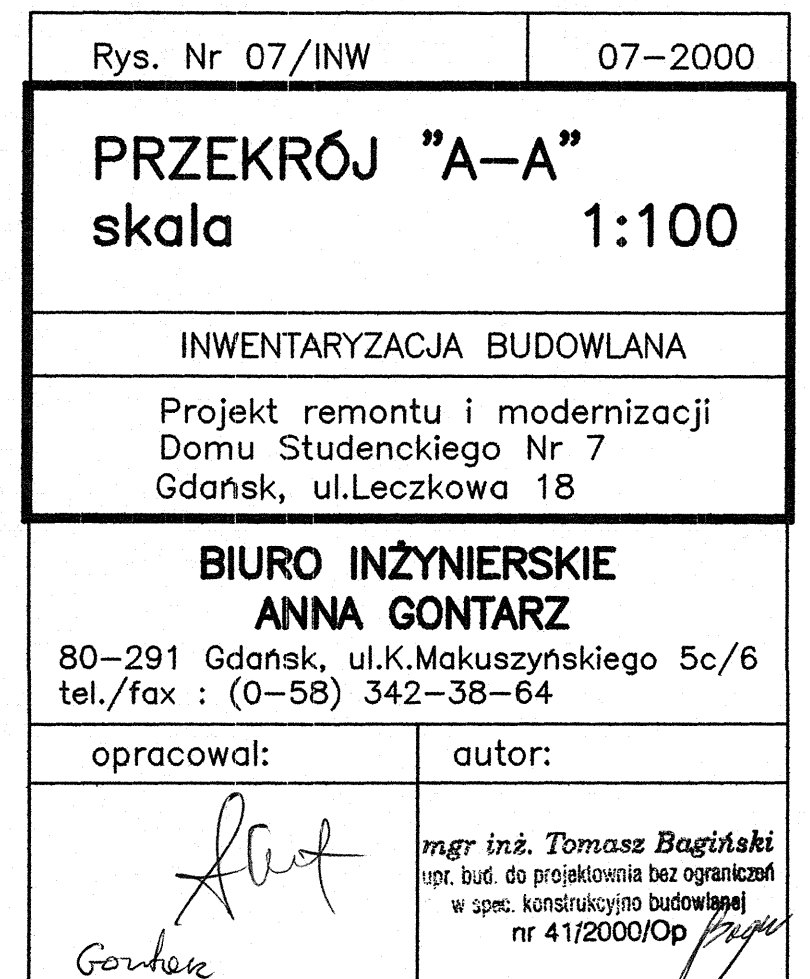 Rys. Nr 07/INW 07-2000
PRZEKRÓJ "A-A"
skala 1:100
INWENTARYZACJA BUDOWLANA
Projekt remontu i modernizacji
Domu Studenckiego Nr 7
Gdańsk, ul.Leczkowa 18
BIURO INŻYNIERSKIE
ANNA GONTARZ
80-291 Gdańsk, ul.K.Makuszyńskiego 5c/6
tel./fax : (0-58) 342-38-64
opracował: autor:
mgr inż. Tomasz Bagiński
upr. bud. do projektownia bez ograniczeń
w spec. konstrukcyjno budowlanej
nr 41/2000/Op